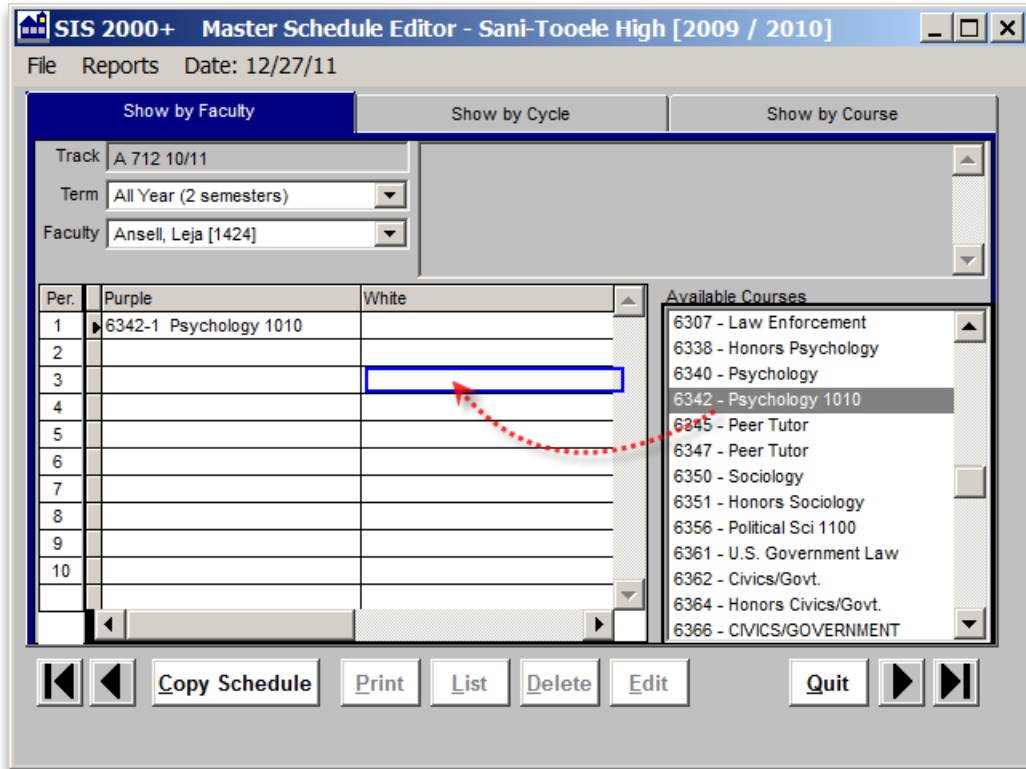 SIS 2000+ Master Schedule Editor - Sani-Tooele High [2009 / 2010]
File Reports Date: 12/27/11
Show by Faculty Show by Cycle Show by Course
Track A 712 10/11
Term All Year (2 semesters)
Faculty Ansell, Leja [1424]
Per. Purple White
1 6342-1 Psychology 1010
2
3
4
5
6
7
8
9
10
Available Courses
6307 - Law Enforcement
6338 - Honors Psychology
6340 - Psychology
6342 - Psychology 1010
6345 - Peer Tutor
6347 - Peer Tutor
6350 - Sociology
6351 - Honors Sociology
6356 - Political Sci 1100
6361 - U.S. Government Law
6362 - Civics/Govt.
6364 - Honors Civics/Govt.
6366 - CIVICS/GOVERNMENT
Copy Schedule Print List Delete Edit Quit